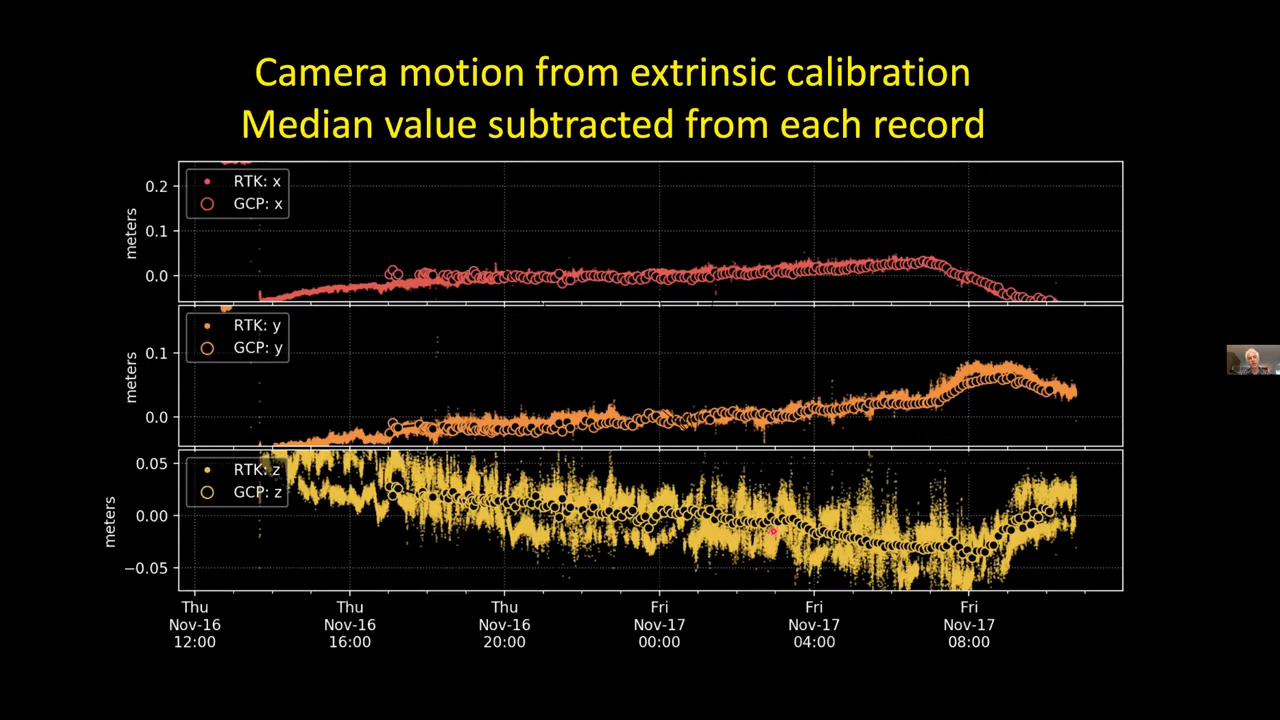 Camera motion from extrinsic calibration
Median value subtracted from each record
RTK: x
GCP: x
0.2
0.1
0.0
meters
RTK: y
GCP: y
0.1
0.0
meters
RTK: z
GCP: z
0.05
0.00
−0.05
meters
Thu Thu Thu Fri Fri Fri
Nov-16 Nov-16 Nov-16 Nov-17 Nov-17 Nov-17
12:00 16:00 20:00 00:00 04:00 08:00